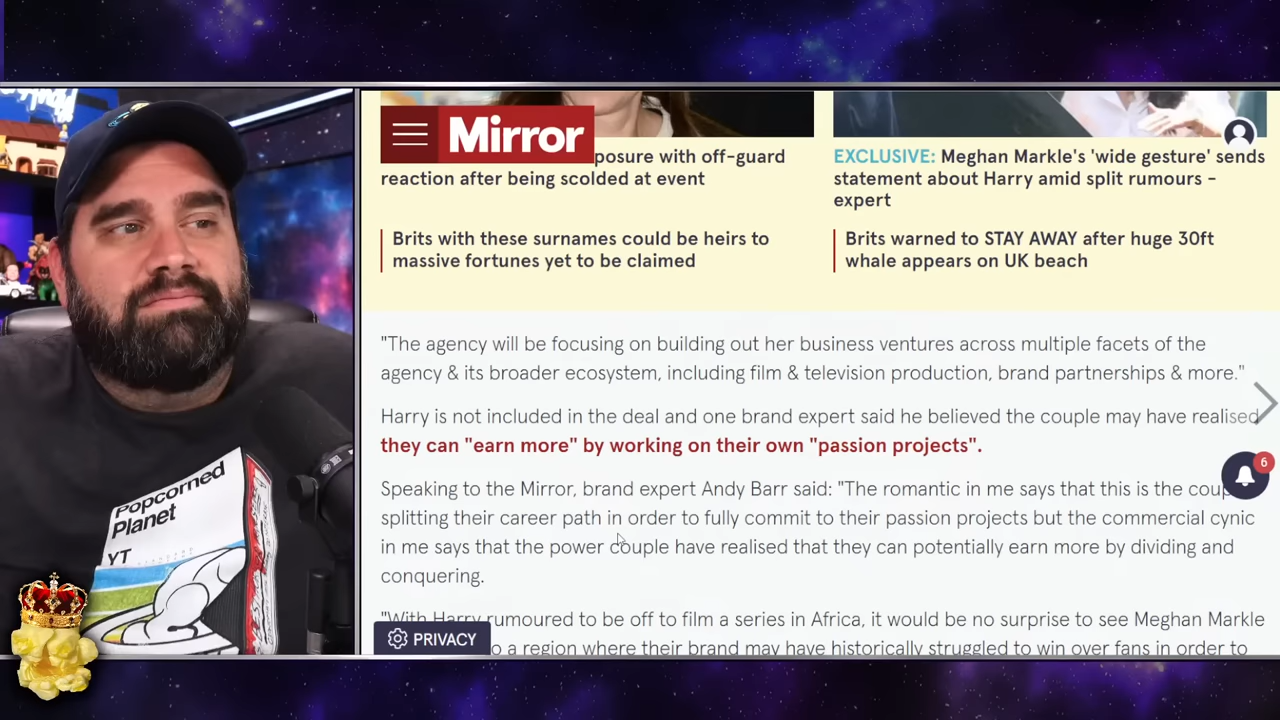 Mirror
posure with off-guard
reaction after being scolded at event
EXCLUSIVE: Meghan Markle's 'wide gesture' sends
statement about Harry amid split rumours -
expert
Brits with these surnames could be heirs to
massive fortunes yet to be claimed
Brits warned to STAY AWAY after huge 30ft
whale appears on UK beach
"The agency will be focusing on building out her business ventures across multiple facets of the
agency & its broader ecosystem, including film & television production, brand partnerships & more."
Harry is not included in the deal and one brand expert said he believed the couple may have realised
they can "earn more" by working on their own "passion projects".
6
Speaking to the Mirror, brand expert Andy Barr said: "The romantic in me says that this is the coup
splitting their career path in order to fully commit to their passion projects but the commercial cynic
in me says that the power couple have realised that they can potentially earn more by dividing and
conquering.
"With Harry rumoured to be off to film a series in Africa, it would be no surprise to see Meghan Markle
o a region where their brand may have historically struggled to win over fans in order to
PRIVACY
Popcorned
Planet
YT